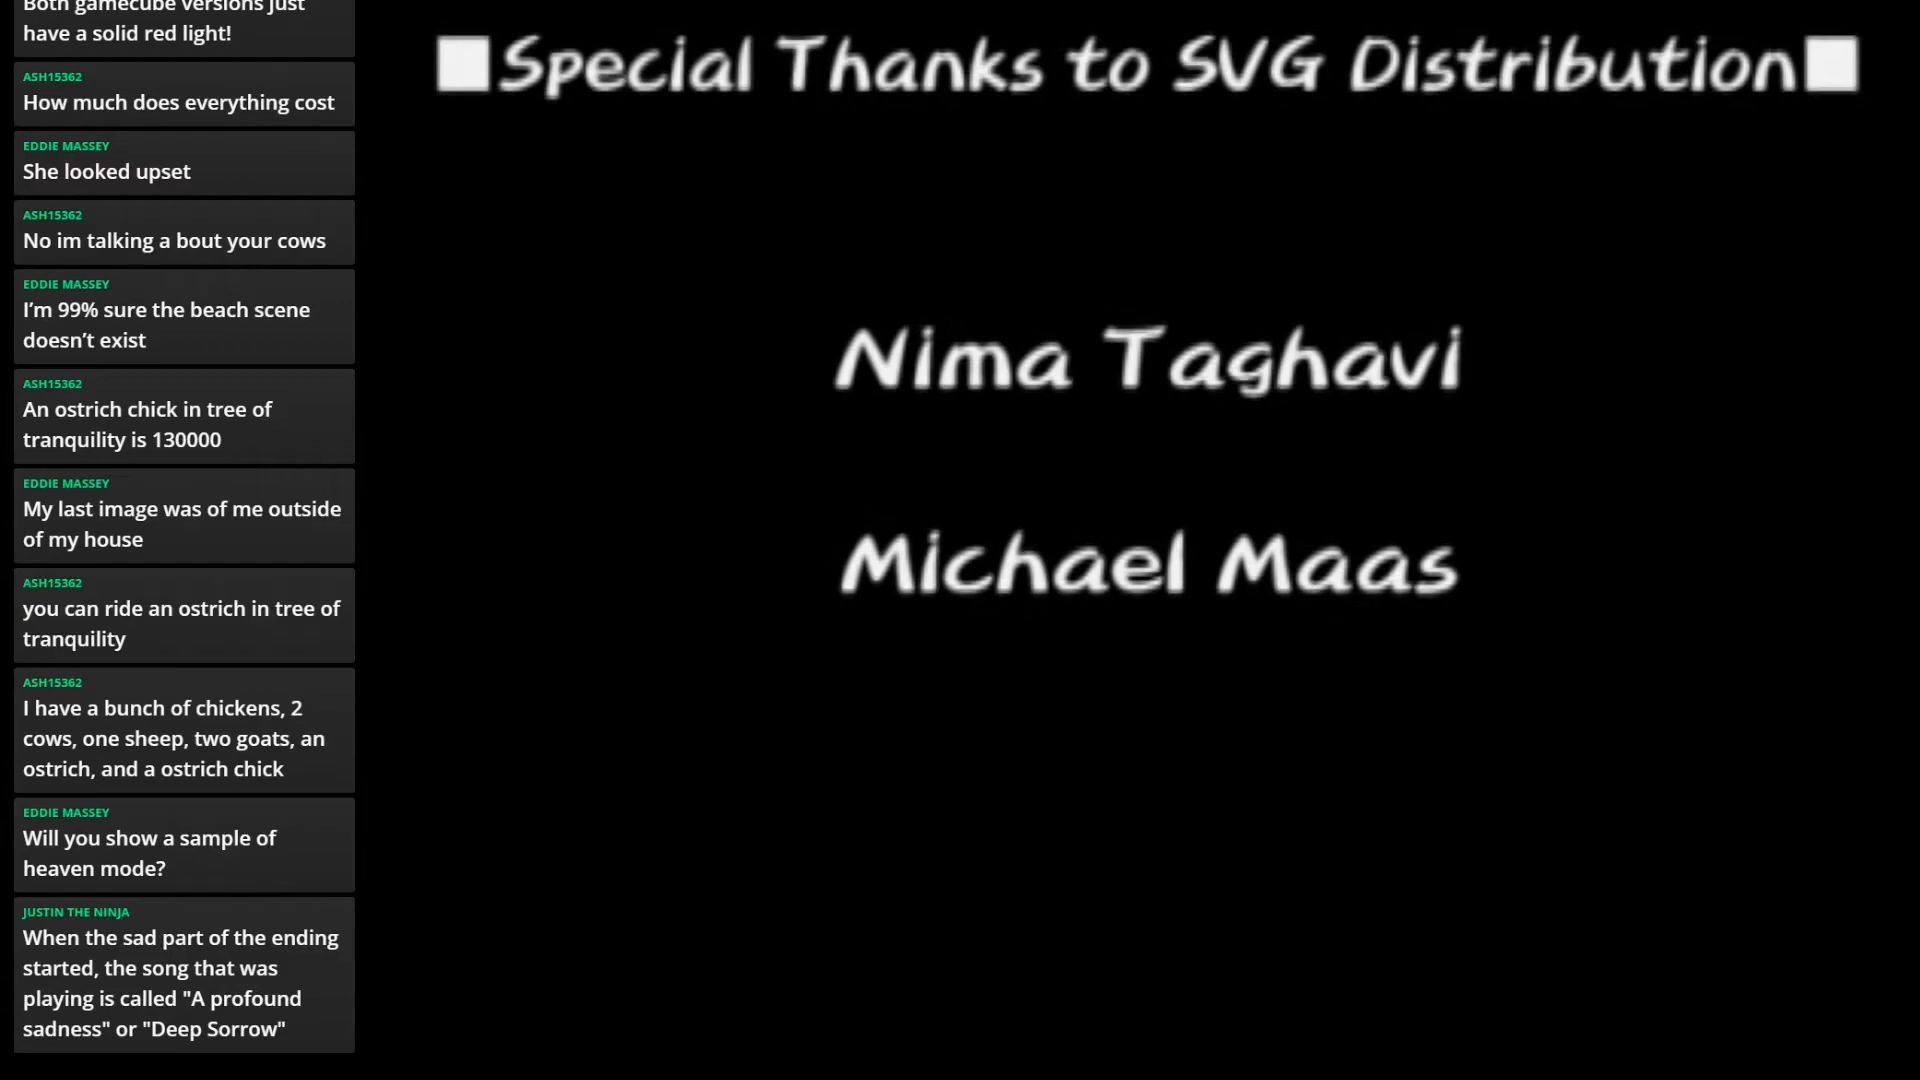 Both gamecube versions just
have a solid red light!
ASH15362
How much does everything cost
EDDIE MASSEY
She looked upset
ASH15362
No im talking a bout your cows
EDDIE MASSEY
I'm 99% sure the beach scene
doesn't exist
ASH15362
An ostrich chick in tree of
tranquility is 130000
EDDIE MASSEY
My last image was of me outside
of my house
ASH15362
you can ride an ostrich in tree of
tranquility
ASH15362
I have a bunch of chickens, 2
cows, one sheep, two goats, an
ostrich, and a ostrich chick
EDDIE MASSEY
Will you show a sample of
heaven mode?
JUSTIN THE NINJA
When the sad part of the ending
started, the song that was
playing is called "A profound
sadness" or "Deep Sorrow"
■Special Thanks to SVG Distribution■
Nima Taghavi
Michael Maas